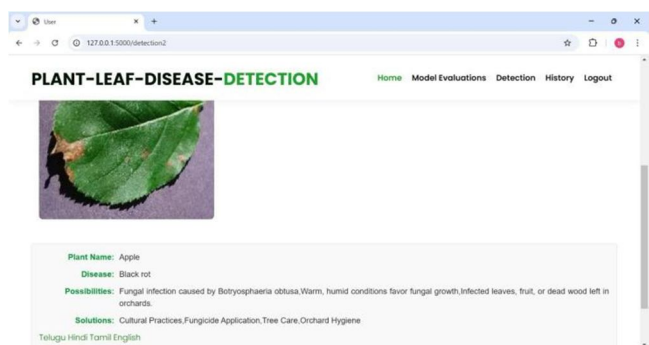 User
127.0.0.1:5000/detection2
PLANT-LEAF-DISEASE-DETECTION Home Model Evaluations Detection History Logout
Plant Name: Apple
Disease: Black rot
Possibilities: Fungal infection caused by Botryosphaeria obtusa,Warm, humid conditions favor fungal growth,Infected leaves, fruit, or dead wood left in
orchards.
Solutions: Cultural Practices,Fungicide Application,Tree Care,Orchard Hygiene
Telugu Hindi Tamil English